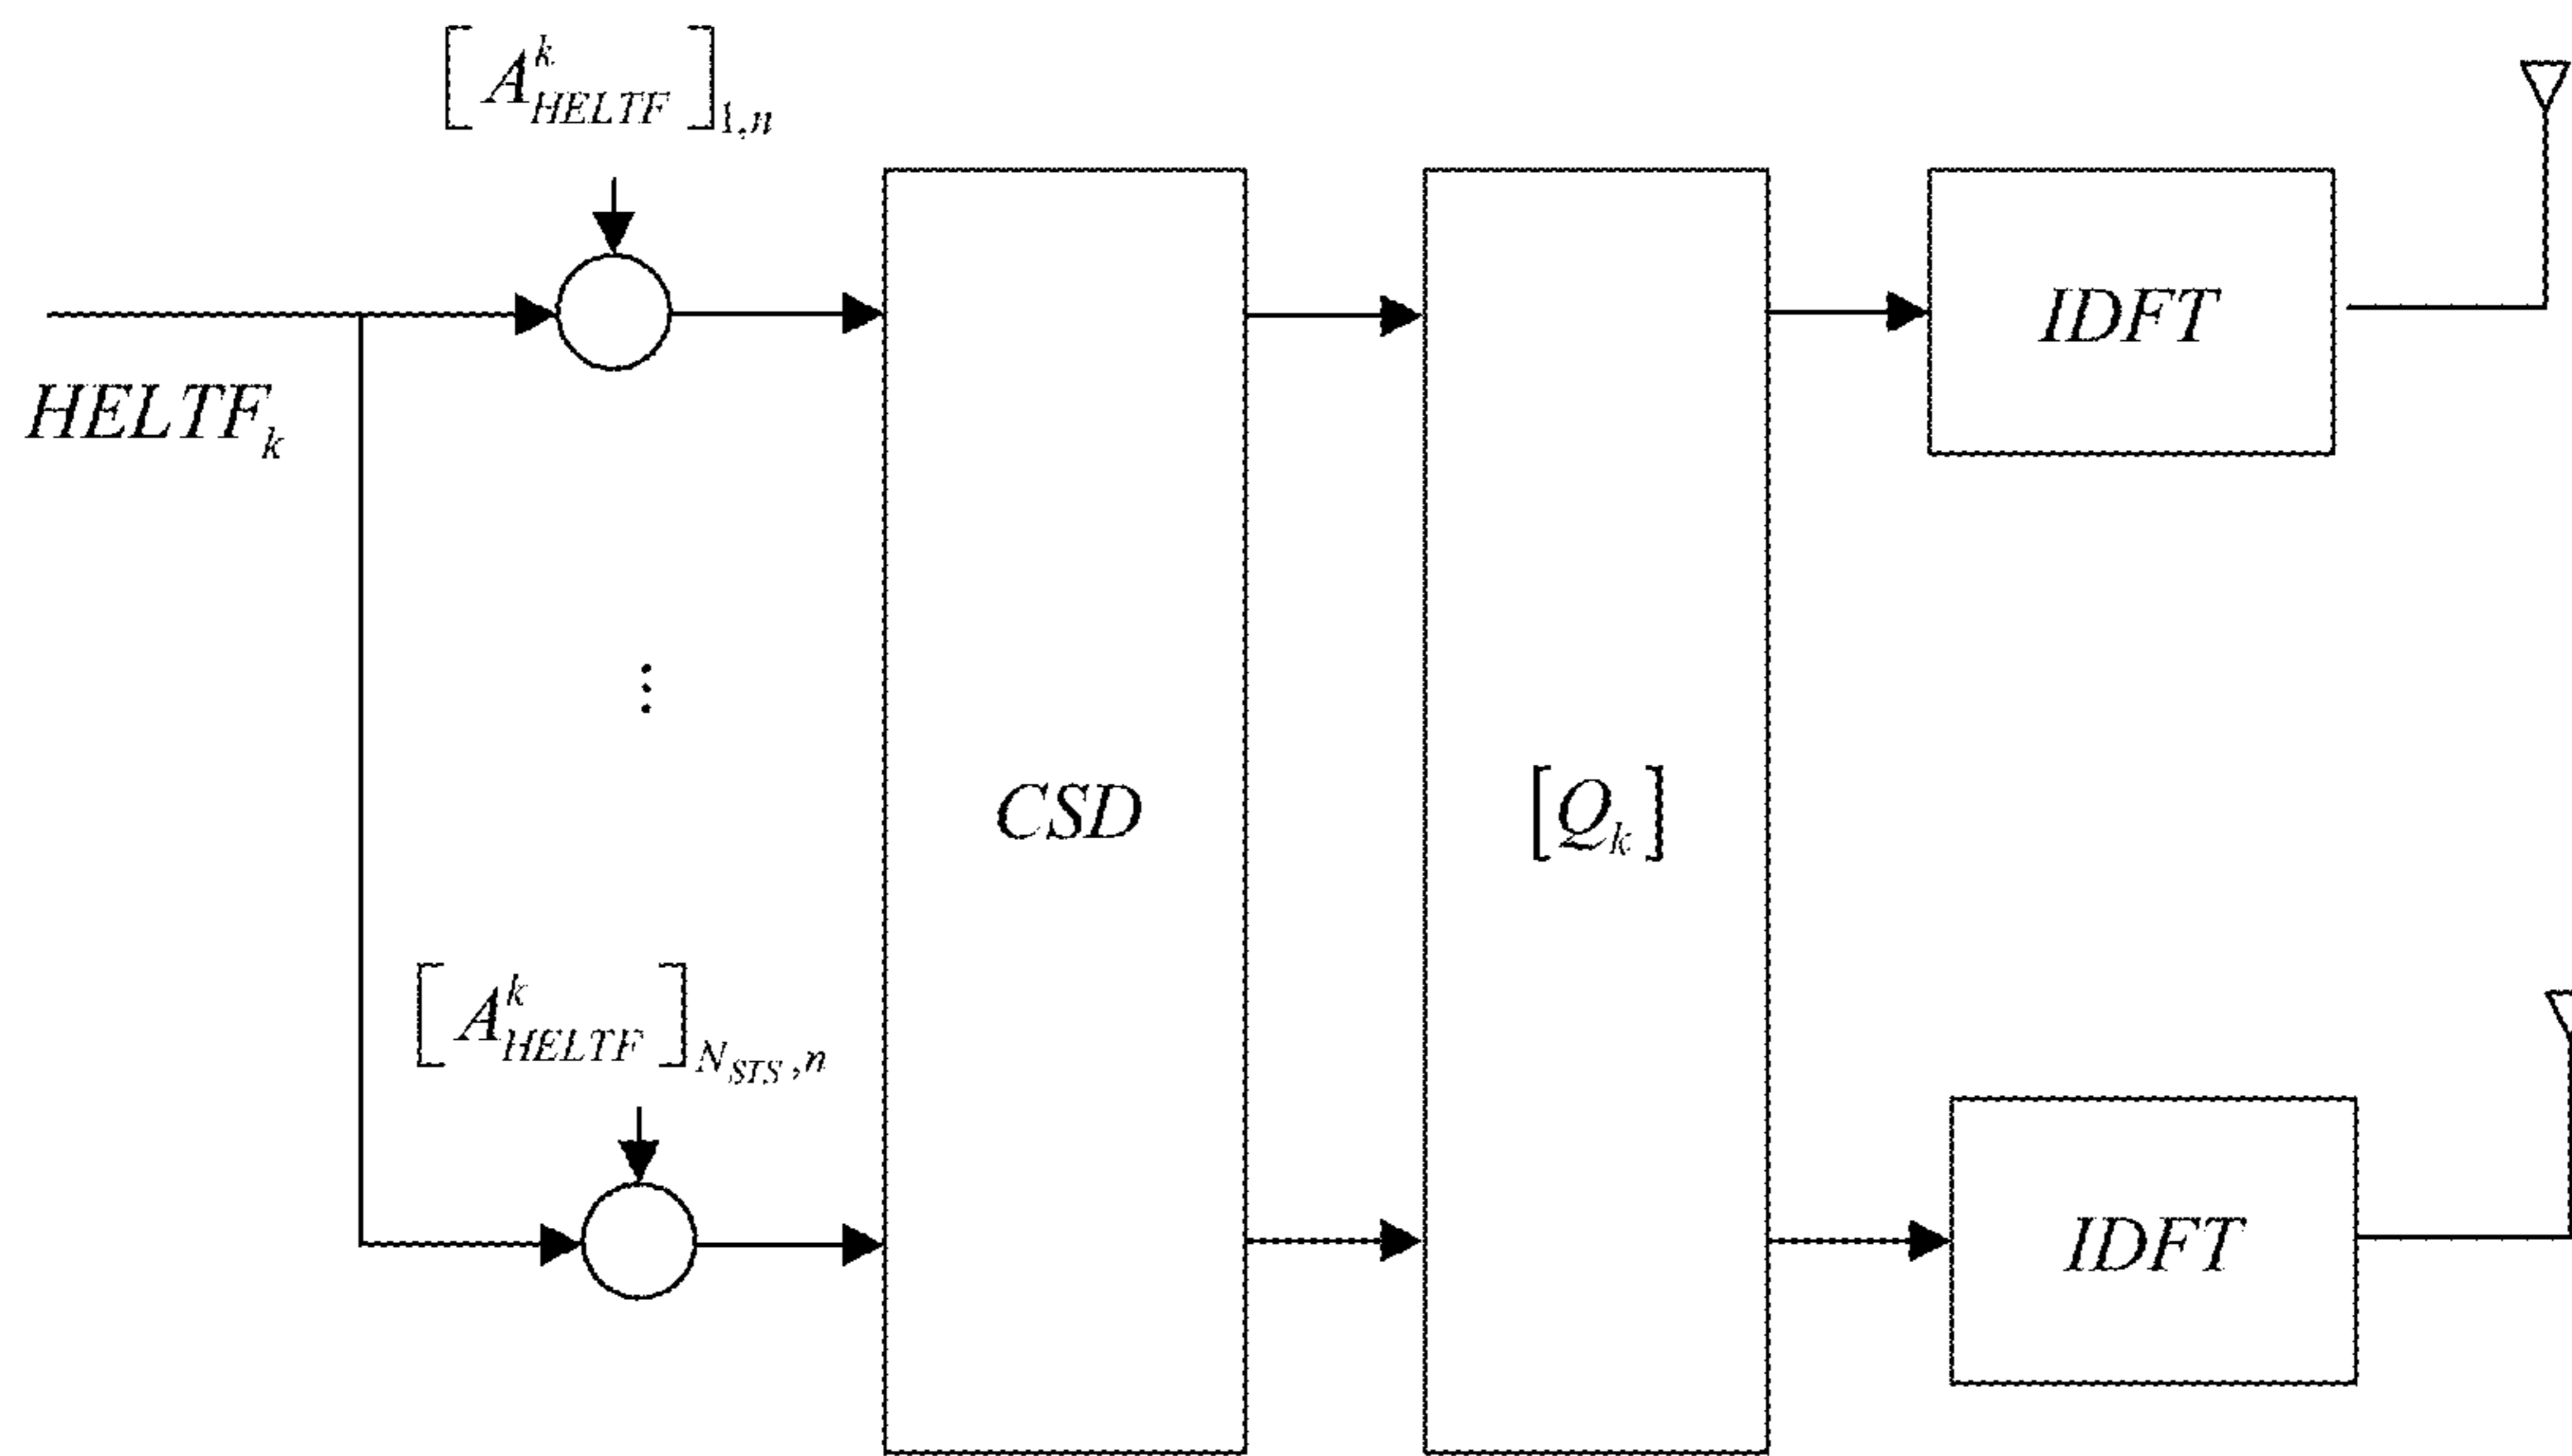 [A^k_HELTF]_1,n
IDFT
HELTF_k
CSD
[Q_k]
[A^k_HELTF]_N_STS,n
IDFT